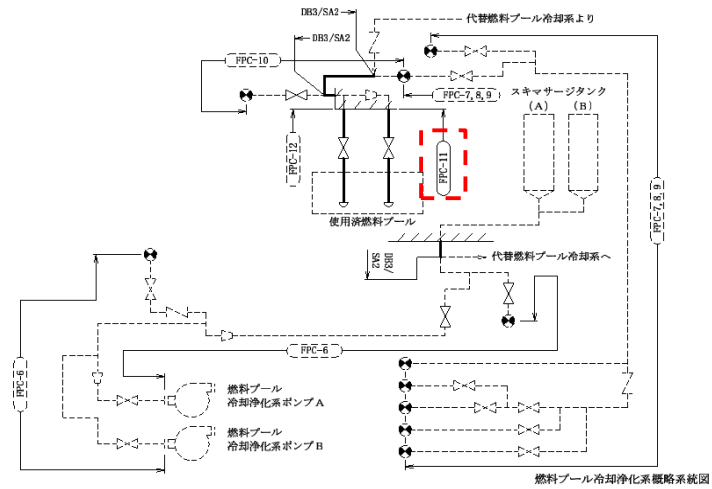 DB3/SA2
代替燃料プール冷却系より
DB3/SA2
FPC-10
FPC-7,8,9
スキマサージタンク
(A)
(B)
FPC-12
FPC-11
FPC-7,8,9
使用済燃料プール
DB3/
SA2
代替燃料プール冷却系へ
FPC-6
FPC-6
燃料プール
冷却浄化系ポンプA
燃料プール
冷却浄化系ポンプB
燃料プール冷却浄化系概略系統図